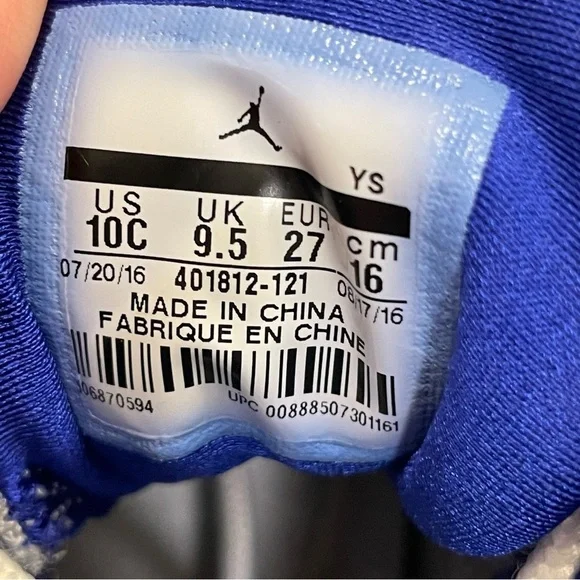 YS
US UK EUR cm
10C 9.5 27 16
07/20/16 401812-121 08/17/16
MADE IN CHINA
FABRIQUE EN CHINE
UPC 00888507301161